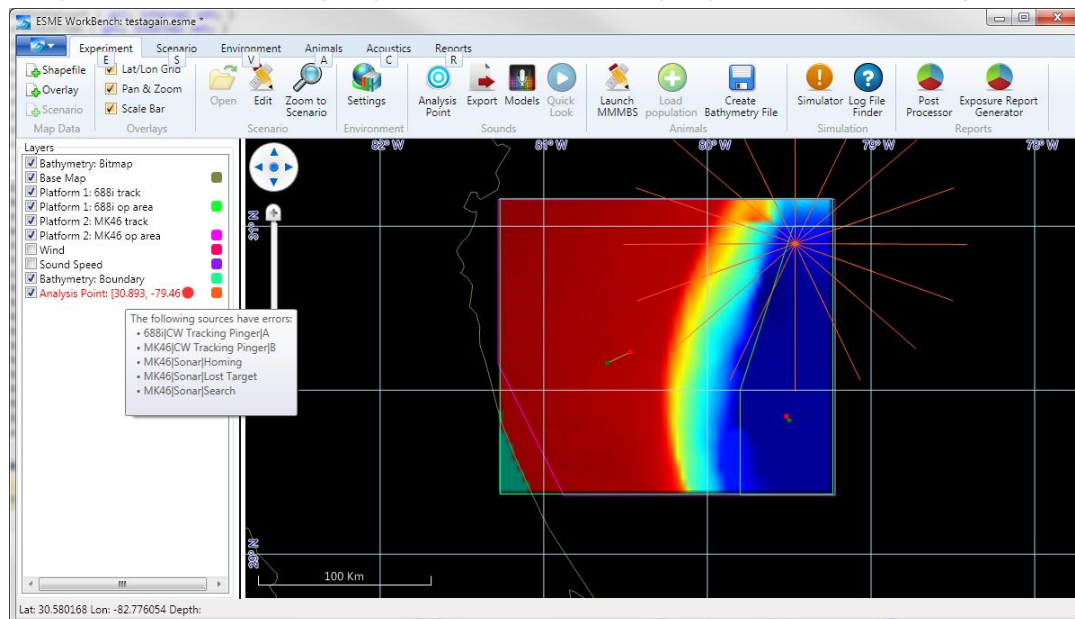 ESME WorkBench: testagain.esme *
Experiment Scenario Environment Animals Acoustics Reports
E S V A C R
Shapefile
Overlay
Scenario
Map Data
Lat/Lon Grid
Pan & Zoom
Scale Bar
Overlays
Open
Edit
Zoom to
Scenario
Scenario
Settings
Environment
Analysis
Point
Export
Models
Quick
Look
Sounds
Launch
MMMBS
Load
population
Create
Bathymetry File
Animals
Simulator
Log File
Finder
Simulation
Post
Processor
Exposure Report
Generator
Reports
Layers
Bathymetry: Bitmap
Base Map
Platform 1: 688i track
Platform 1: 688i op area
Platform 2: MK46 track
Platform 2: MK46 op area
Wind
Sound Speed
Bathymetry: Boundary
Analysis Point: [30.893, -79.46
The following sources have errors:
• 688i|CW Tracking Pinger|A
• MK46|CW Tracking Pinger|B
• MK46|Sonar|Homing
• MK46|Sonar|Lost Target
• MK46|Sonar|Search
82° W 81° W 80° W 79° W 78° W
31° N
29° N
100 Km
Lat: 30.580168 Lon: -82.776054 Depth: